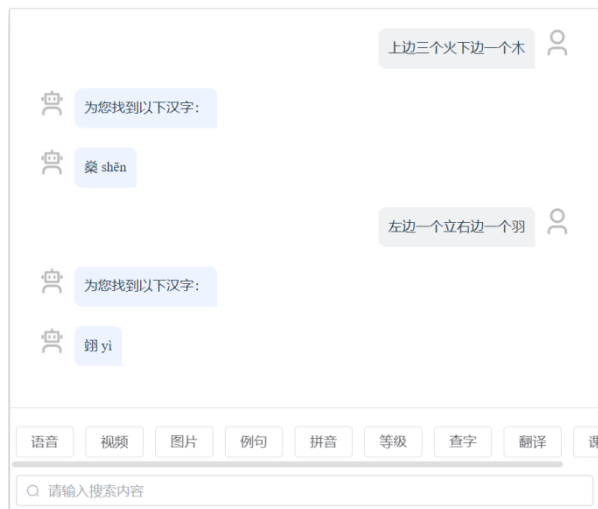 上边三个火下边一个木
为您找到以下汉字：
燊 shēn
左边一个立右边一个羽
为您找到以下汉字：
翊 yì
语音 视频 图片 例句 拼音 等级 查字 翻译
请输入搜索内容